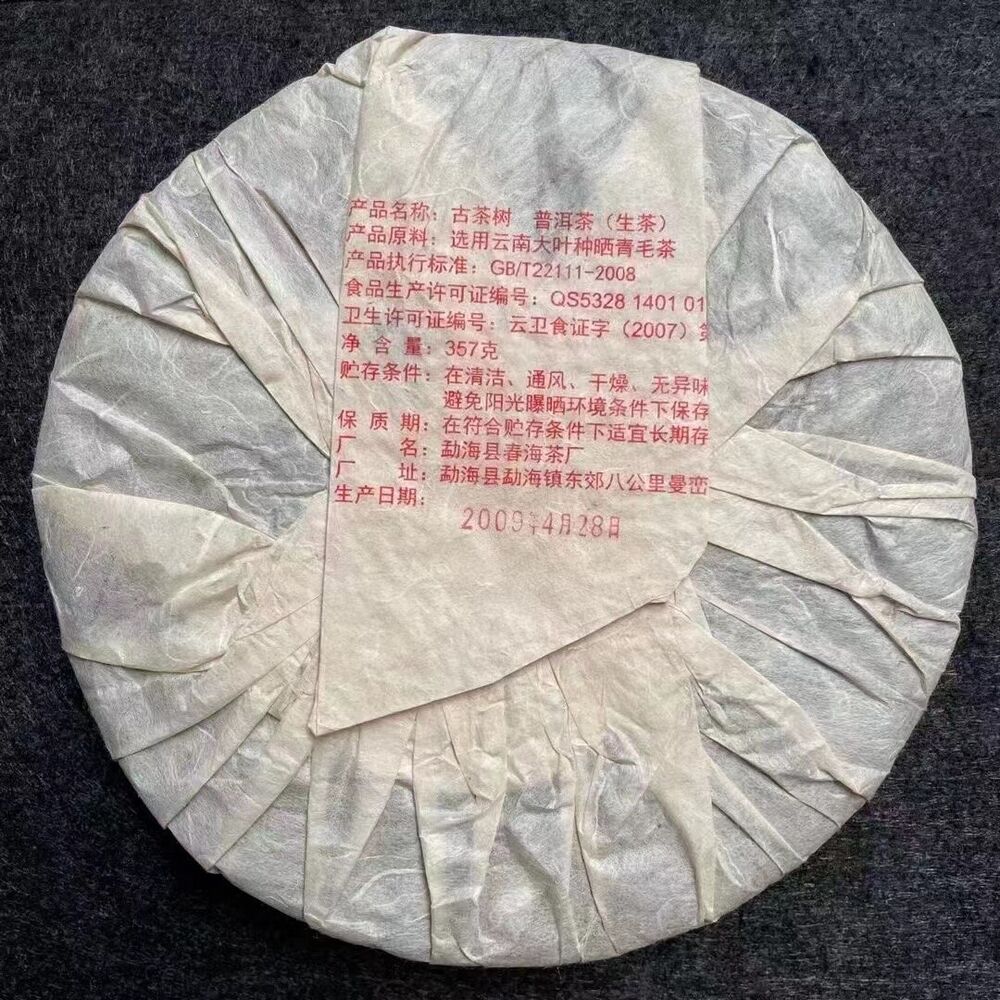 产品名称：古茶树 普洱茶（生茶）
产品原料：选用云南大叶种晒青毛茶
产品执行标准：GB/T22111-2008
食品生产许可证编号：QS5328 1401 01
卫生许可证编号：云卫食证字（2007）第
净 含 量：357克
贮存条件：在清洁、通风、干燥、无异味
避免阳光曝晒环境条件下保存
保 质 期：在符合贮存条件下适宜长期存
厂 名：勐海县春海茶厂
厂 址：勐海县勐海镇东郊八公里曼峦
生产日期：
2009年4月28日